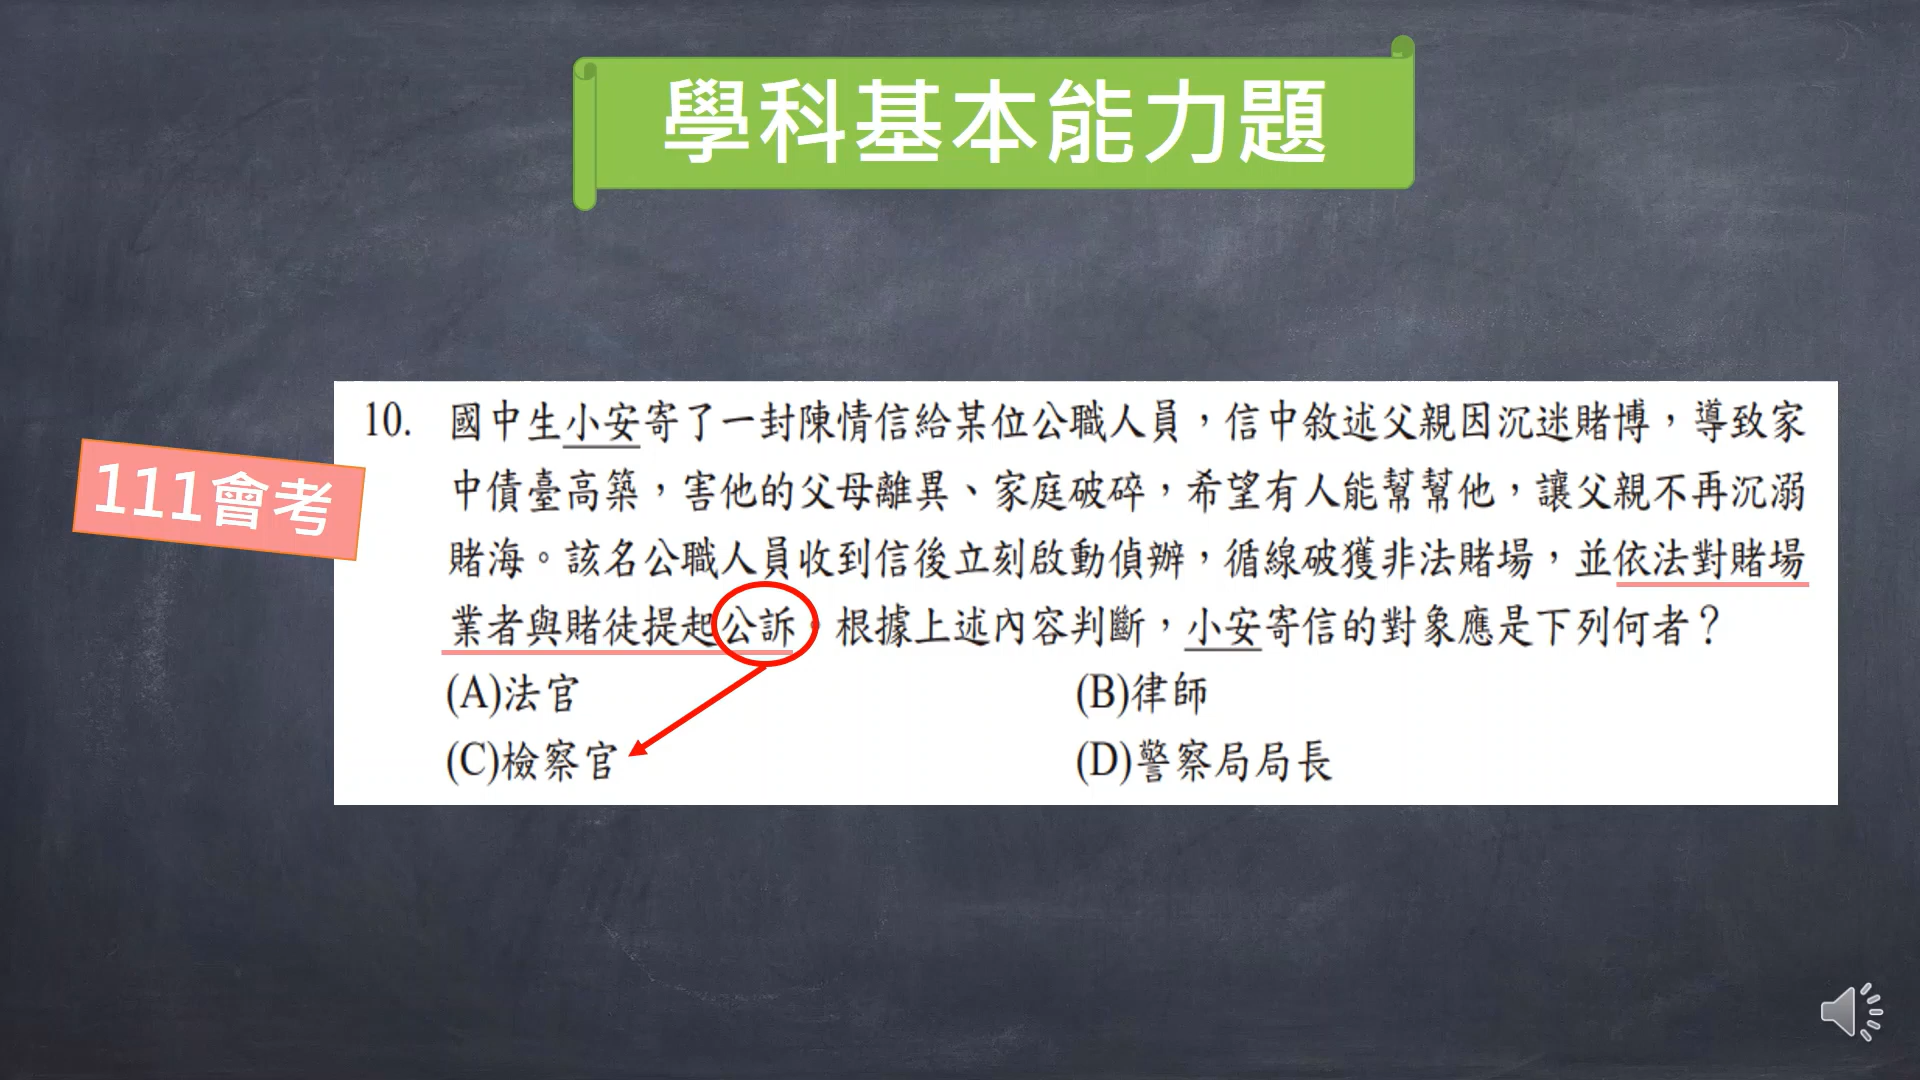 學科基本能力題
111會考
10. 國中生小安寄了一封陳情信給某位公職人員，信中敘述父親因沉迷賭博，導致家
中債臺高築，害他的父母離異、家庭破碎，希望有人能幫幫他，讓父親不再沉溺
賭海。該名公職人員收到信後立刻啟動偵辦，循線破獲非法賭場，並依法對賭場
業者與賭徒提起公訴。根據上述內容判斷，小安寄信的對象應是下列何者？
(A)法官 (B)律師
(C)檢察官 (D)警察局局長